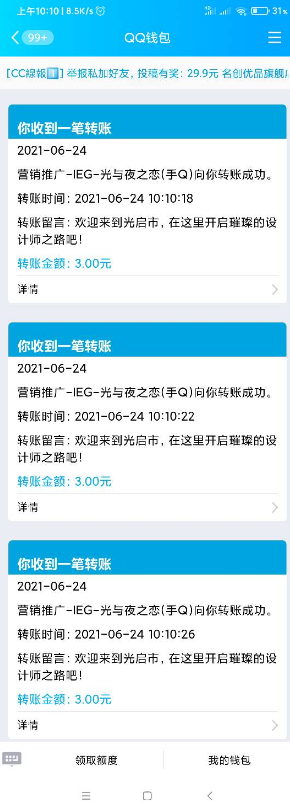 上午10:10 | 8.5K/s
31%
99+
QQ钱包
[CC線報1] 举报私加好友，投稿有奖：29.9元 名创优品旗舰
你收到一笔转账
2021-06-24
营销推广-IEG-光与夜之恋(手Q)向你转账成功。
转账时间：2021-06-24 10:10:18
转账留言：欢迎来到光启市，在这里开启璀璨的设
计师之路吧！
转账金额：3.00元
详情
你收到一笔转账
2021-06-24
营销推广-IEG-光与夜之恋(手Q)向你转账成功。
转账时间：2021-06-24 10:10:22
转账留言：欢迎来到光启市，在这里开启璀璨的设
计师之路吧！
转账金额：3.00元
详情
你收到一笔转账
2021-06-24
营销推广-IEG-光与夜之恋(手Q)向你转账成功。
转账时间：2021-06-24 10:10:26
转账留言：欢迎来到光启市，在这里开启璀璨的设
计师之路吧！
转账金额：3.00元
详情
领取额度
我的钱包